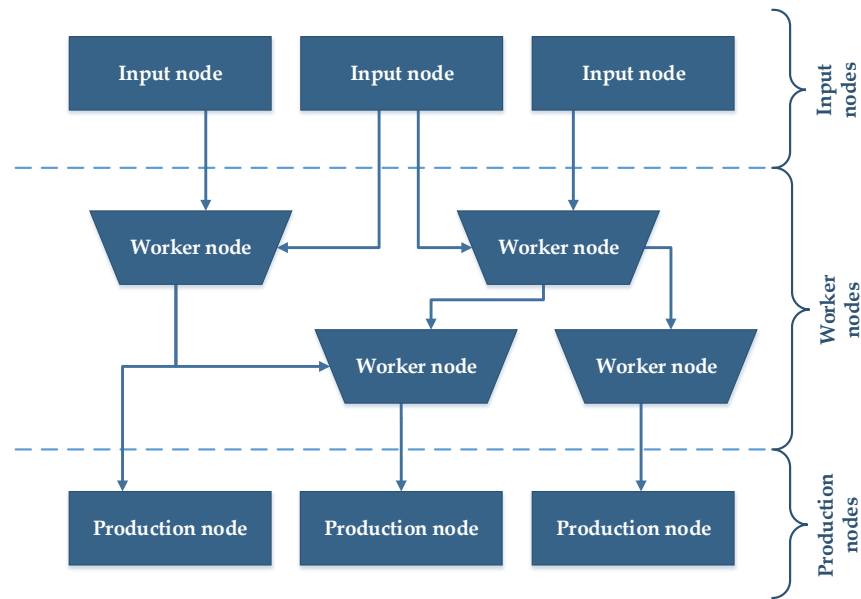 Input node
Input node
Input node
Input
nodes
Worker node
Worker node
Worker node
Worker node
Worker
nodes
Production node
Production node
Production node
Production
nodes